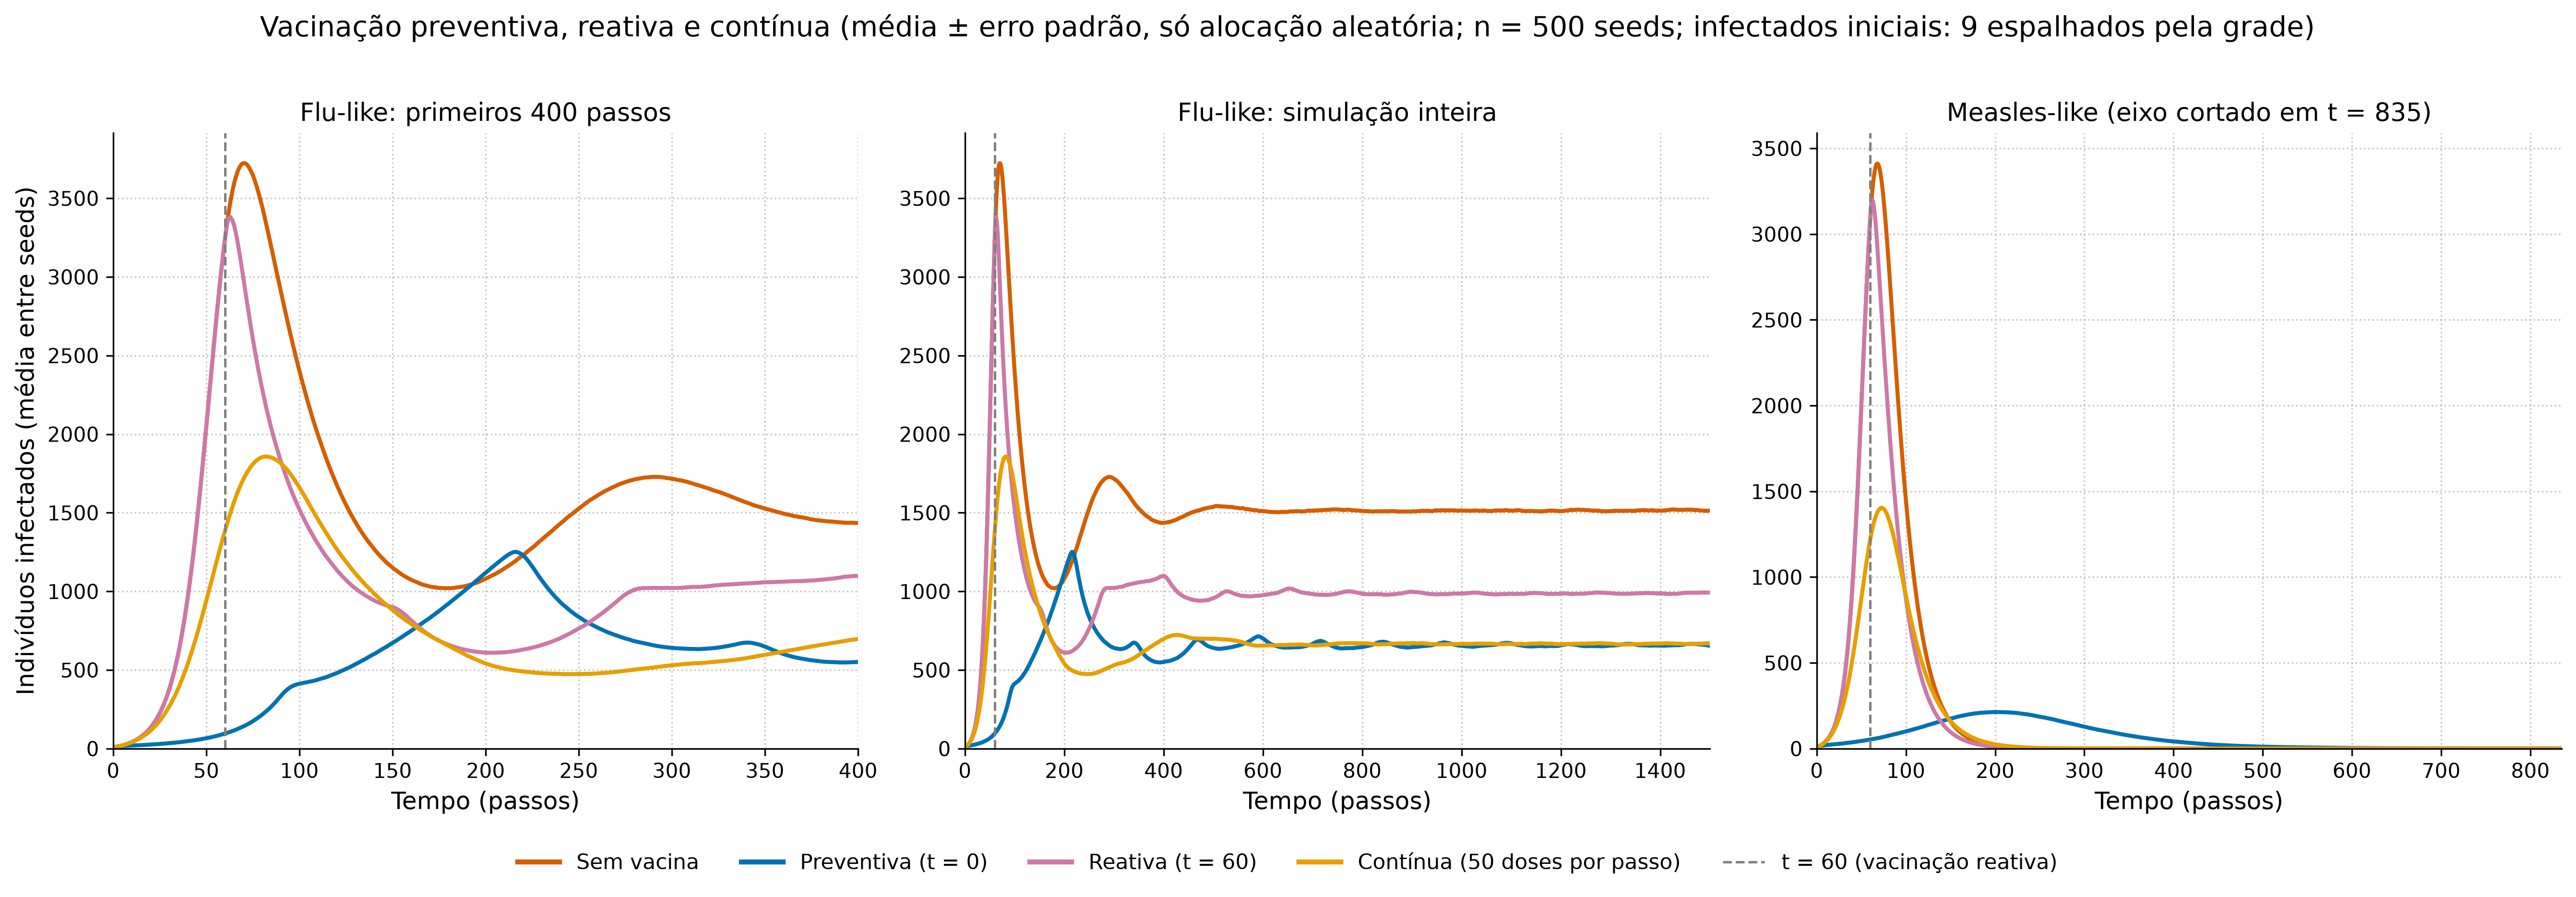 Vacinação preventiva, reativa e contínua (média ± erro padrão, só alocação aleatória; n = 500 seeds; infectados iniciais: 9 espalhados pela grade)
Flu-like: primeiros 400 passos
Indivíduos infectados (média entre seeds)
3500
3000
2500
2000
1500
1000
500
0
0 50 100 150 200 250 300 350 400
Tempo (passos)
Flu-like: simulação inteira
3500
3000
2500
2000
1500
1000
500
0
0 200 400 600 800 1000 1200 1400
Tempo (passos)
Measles-like (eixo cortado em t = 835)
3500
3000
2500
2000
1500
1000
500
0
0 100 200 300 400 500 600 700 800
Tempo (passos)
Sem vacina Preventiva (t = 0) Reativa (t = 60) Contínua (50 doses por passo) t = 60 (vacinação reativa)